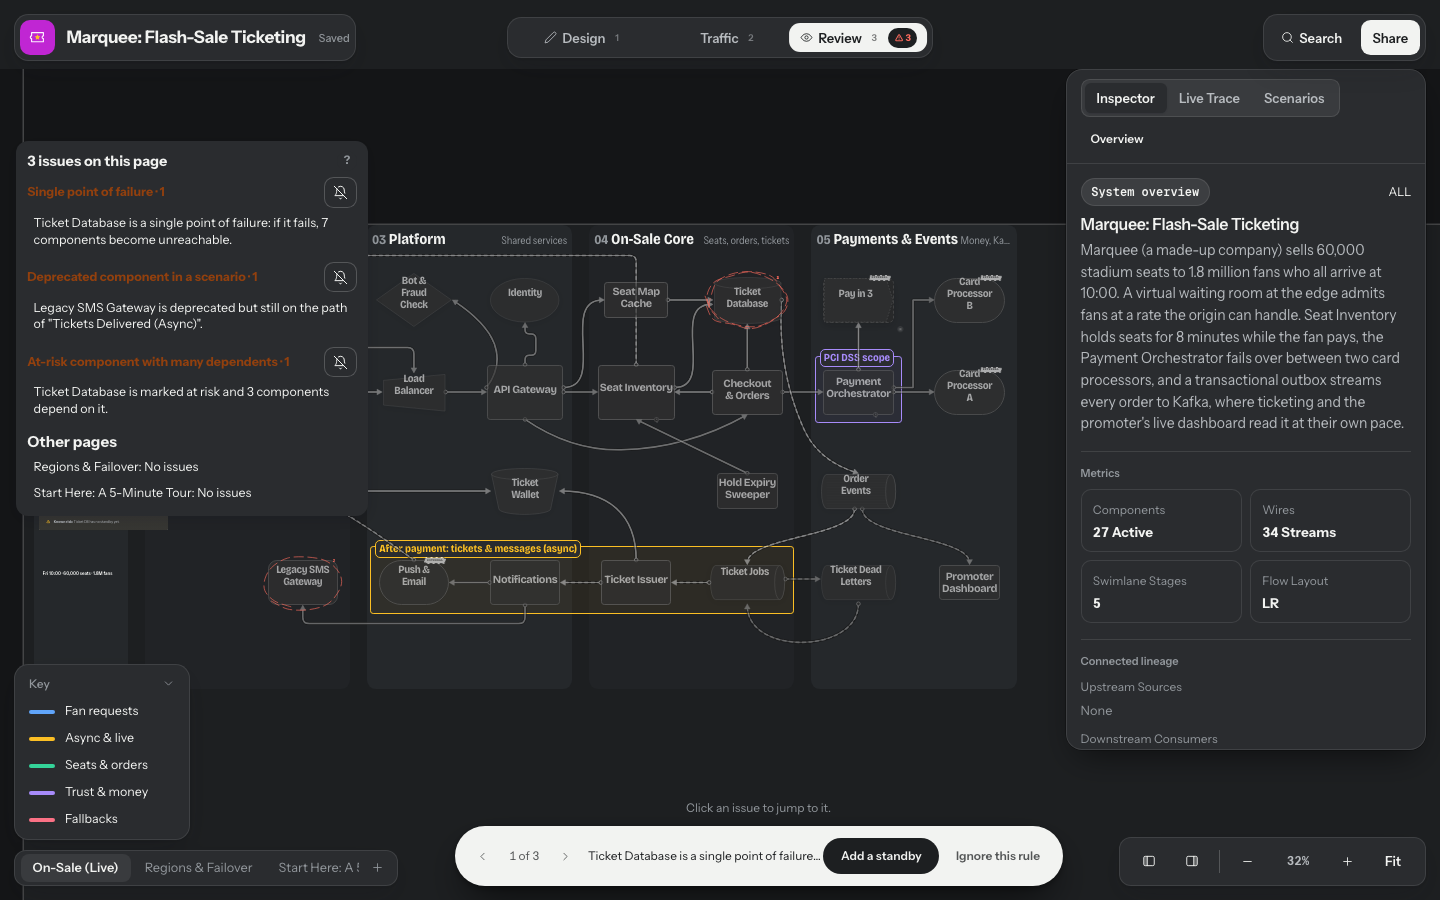 Marquee: Flash-Sale Ticketing
Saved
Design 1
Traffic 2
Review 3
3
Search
Share
3 issues on this page
?
Single point of failure · 1
Ticket Database is a single point of failure: if it fails, 7
components become unreachable.
Deprecated component in a scenario · 1
Legacy SMS Gateway is deprecated but still on the path
of "Tickets Delivered (Async)".
At-risk component with many dependents · 1
Ticket Database is marked at risk and 3 components
depend on it.
Other pages
Regions & Failover: No issues
Start Here: A 5-Minute Tour: No issues
03 Platform
Shared services
04 On-Sale Core
Seats, orders, tickets
05 Payments & Events
Money, Ka...
Bot &
Fraud
Check
Identity
Seat Map
Cache
Ticket
Database
Pay in 3
Card
Processor
B
PCI DSS scope
Load
Balancer
API Gateway
Seat Inventory
Checkout
& Orders
Payment
Orchestrator
Card
Processor
A
Ticket
Wallet
Hold Expiry
Sweeper
Order
Events
After payment: tickets & messages (async)
Legacy SMS
Gateway
Push &
Email
Notifications
Ticket Issuer
Ticket Jobs
Ticket Dead
Letters
Promoter
Dashboard
Fri 10:00 · 60,000 seats · 1.8M fans
Inspector
Live Trace
Scenarios
Overview
System overview
ALL
Marquee: Flash-Sale Ticketing
Marquee (a made-up company) sells 60,000
stadium seats to 1.8 million fans who all arrive at
10:00. A virtual waiting room at the edge admits
fans at a rate the origin can handle. Seat Inventory
holds seats for 8 minutes while the fan pays, the
Payment Orchestrator fails over between two card
processors, and a transactional outbox streams
every order to Kafka, where ticketing and the
promoter's live dashboard read it at their own pace.
Metrics
Components
27 Active
Wires
34 Streams
Swimlane Stages
5
Flow Layout
LR
Connected lineage
Upstream Sources
None
Downstream Consumers
Key
Fan requests
Async & live
Seats & orders
Trust & money
Fallbacks
Click an issue to jump to it.
1 of 3
Ticket Database is a single point of failure...
Add a standby
Ignore this rule
On-Sale (Live)
Regions & Failover
Start Here: A 5
+
−
32%
+
Fit